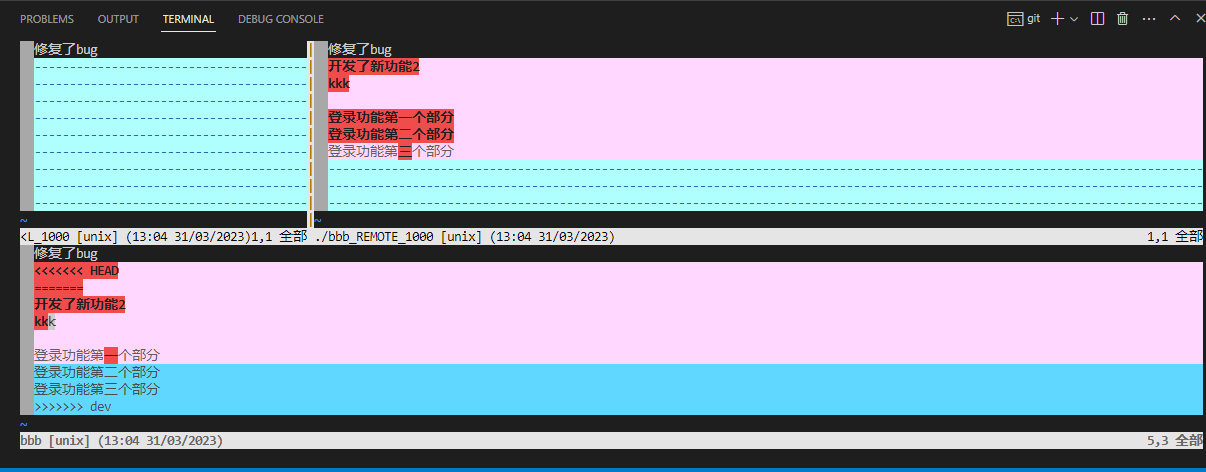 PROBLEMS OUTPUT TERMINAL DEBUG CONSOLE git
修复了bug
修复了bug
开发了新功能2
kkk
登录功能第一个部分
登录功能第二个部分
登录功能第三个部分
~
~
<L_1000 [unix] (13:04 31/03/2023)1,1 全部 ./bbb_REMOTE_1000 [unix] (13:04 31/03/2023) 1,1 全部
修复了bug
<<<<<<< HEAD
=======
开发了新功能2
kkk
登录功能第一个部分
登录功能第二个部分
登录功能第三个部分
>>>>>>> dev
~
bbb [unix] (13:04 31/03/2023) 5,3 全部